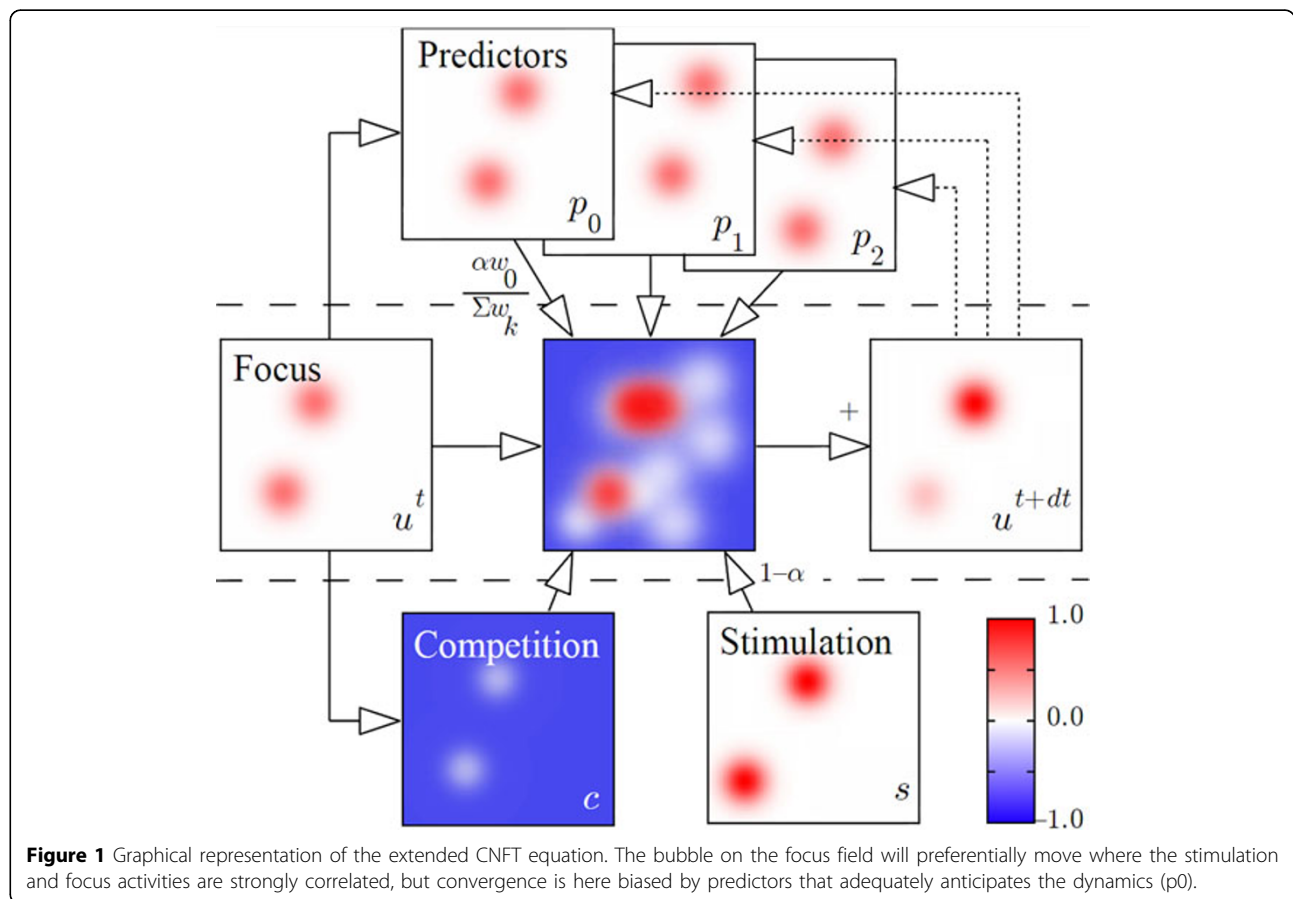 Predictors
p0
p1
p2
αw0
Σwk
Focus
u^t
+
u^t+dt
1–α
Competition
c
Stimulation
s
1.0
0.0
–1.0
Figure 1 Graphical representation of the extended CNFT equation. The bubble on the focus field will preferentially move where the stimulation
and focus activities are strongly correlated, but convergence is here biased by predictors that adequately anticipates the dynamics (p0).